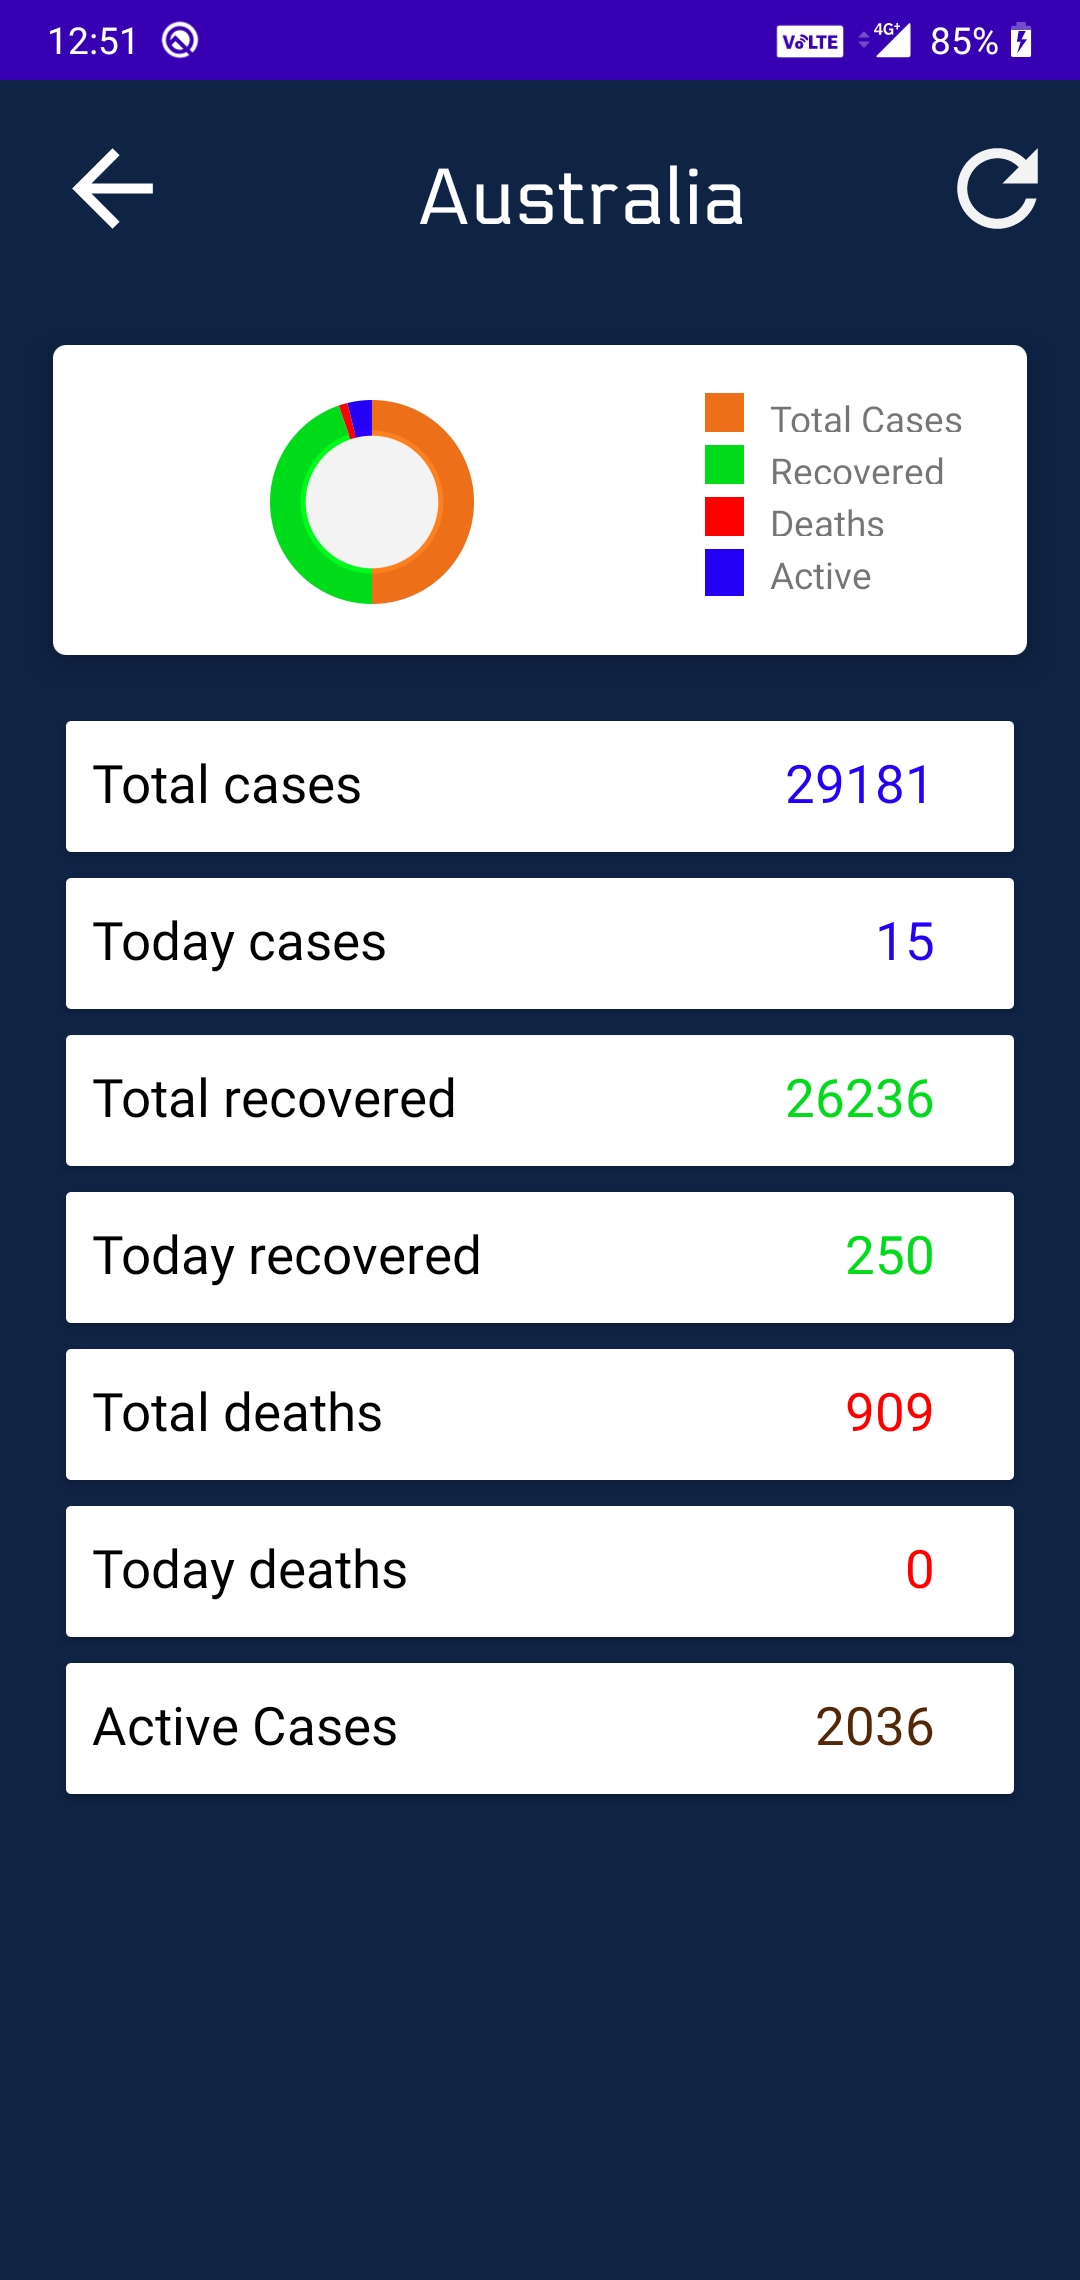 12:51 VoLTE 4G+ 85%
Australia
Total Cases
Recovered
Deaths
Active
Total cases 29181
Today cases 15
Total recovered 26236
Today recovered 250
Total deaths 909
Today deaths 0
Active Cases 2036